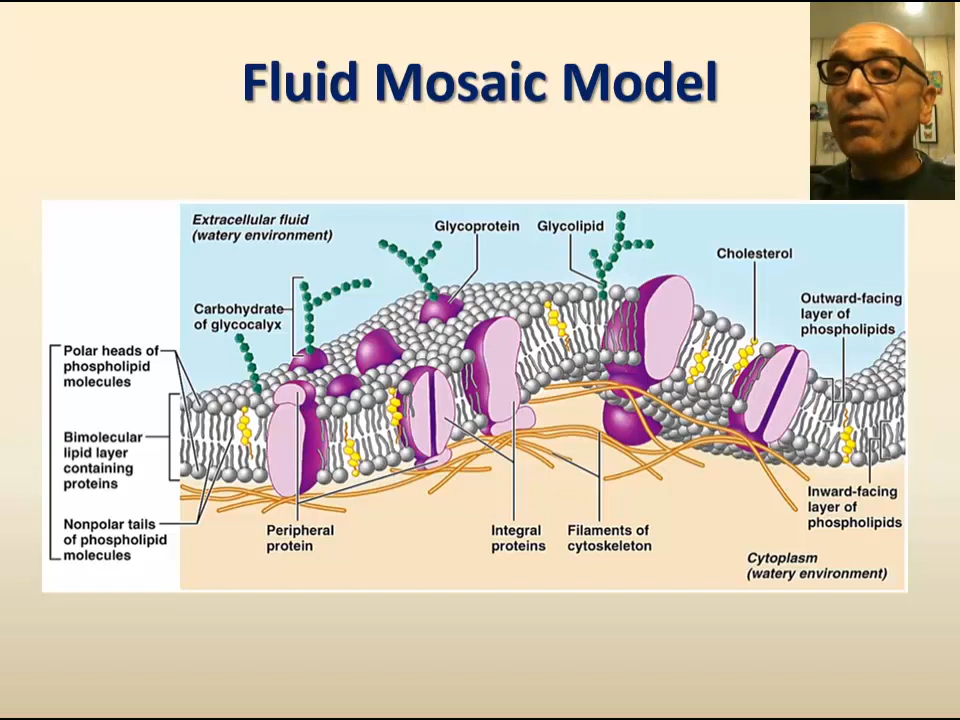 Fluid Mosaic Model
Extracellular fluid
(watery environment)
Glycoprotein
Glycolipid
Cholesterol
Carbohydrate
of glycocalyx
Outward-facing
layer of
phospholipids
Polar heads of
phospholipid
molecules
Bimolecular
lipid layer
containing
proteins
Nonpolar tails
of phospholipid
molecules
Peripheral
protein
Integral
proteins
Filaments of
cytoskeleton
Inward-facing
layer of
phospholipids
Cytoplasm
(watery environment)